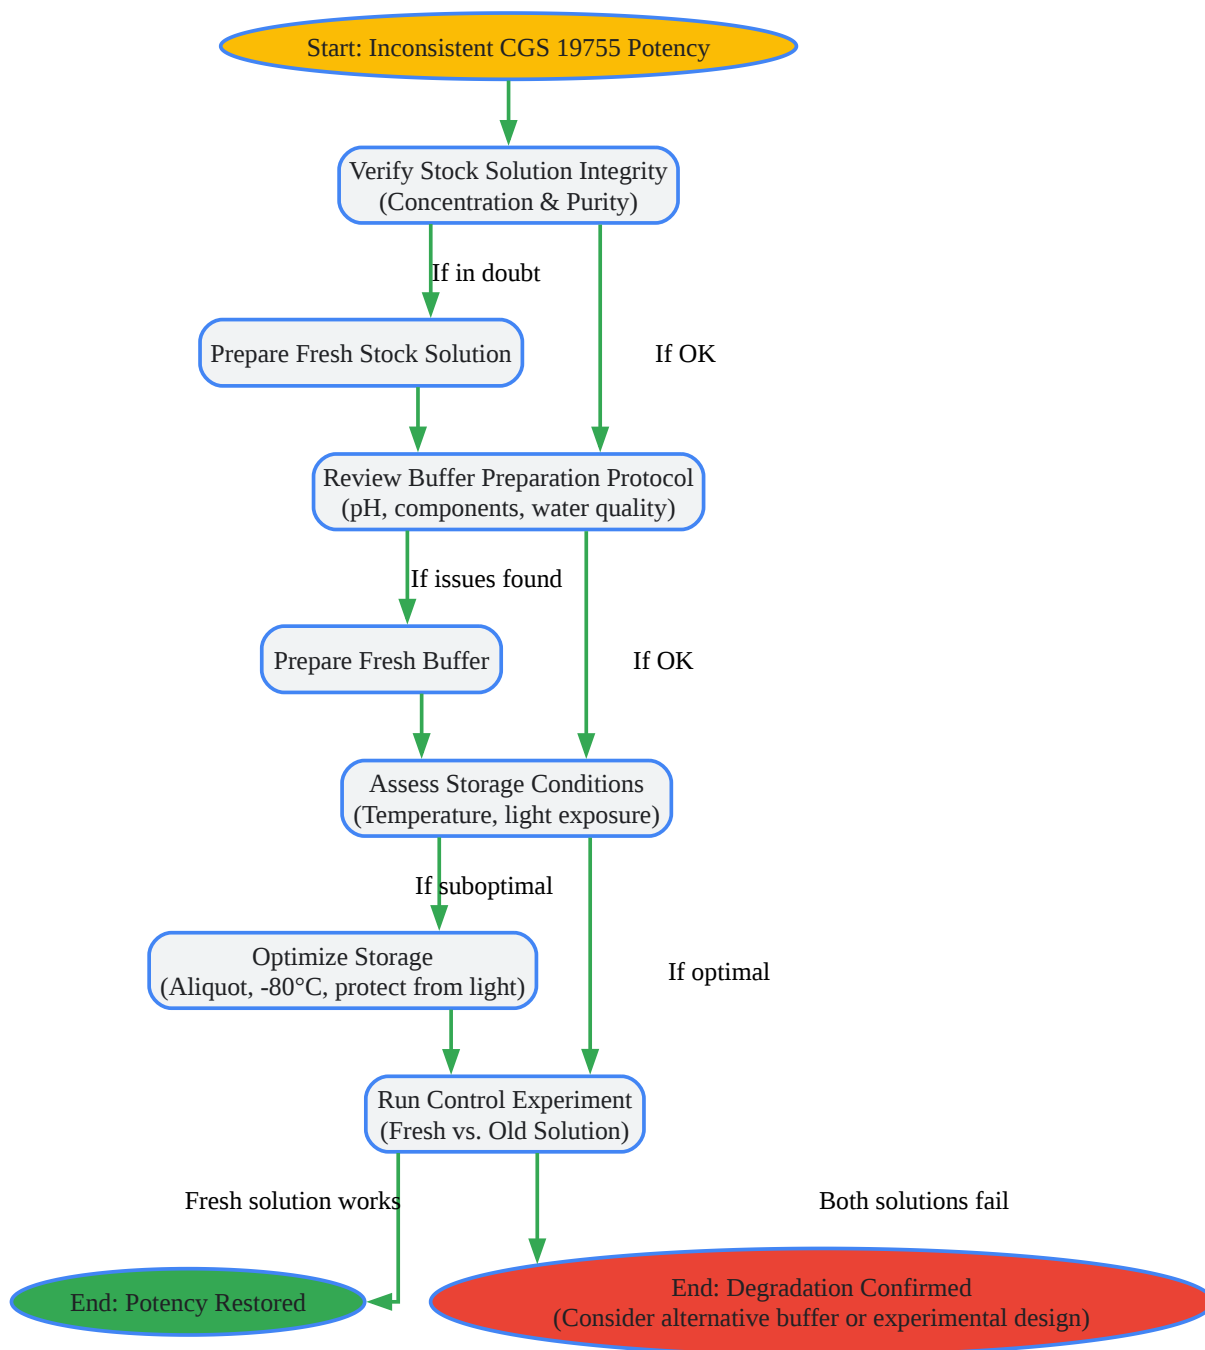 Start: Inconsistent CGS 19755 Potency
Verify Stock Solution Integrity
(Concentration & Purity)
If in doubt
Prepare Fresh Stock Solution
If OK
Review Buffer Preparation Protocol
(pH, components, water quality)
If issues found
Prepare Fresh Buffer
If OK
Assess Storage Conditions
(Temperature, light exposure)
If suboptimal
Optimize Storage
(Aliquot, -80°C, protect from light)
If optimal
Run Control Experiment
(Fresh vs. Old Solution)
Fresh solution works
Both solutions fail
End: Potency Restored
End: Degradation Confirmed
(Consider alternative buffer or experimental design)